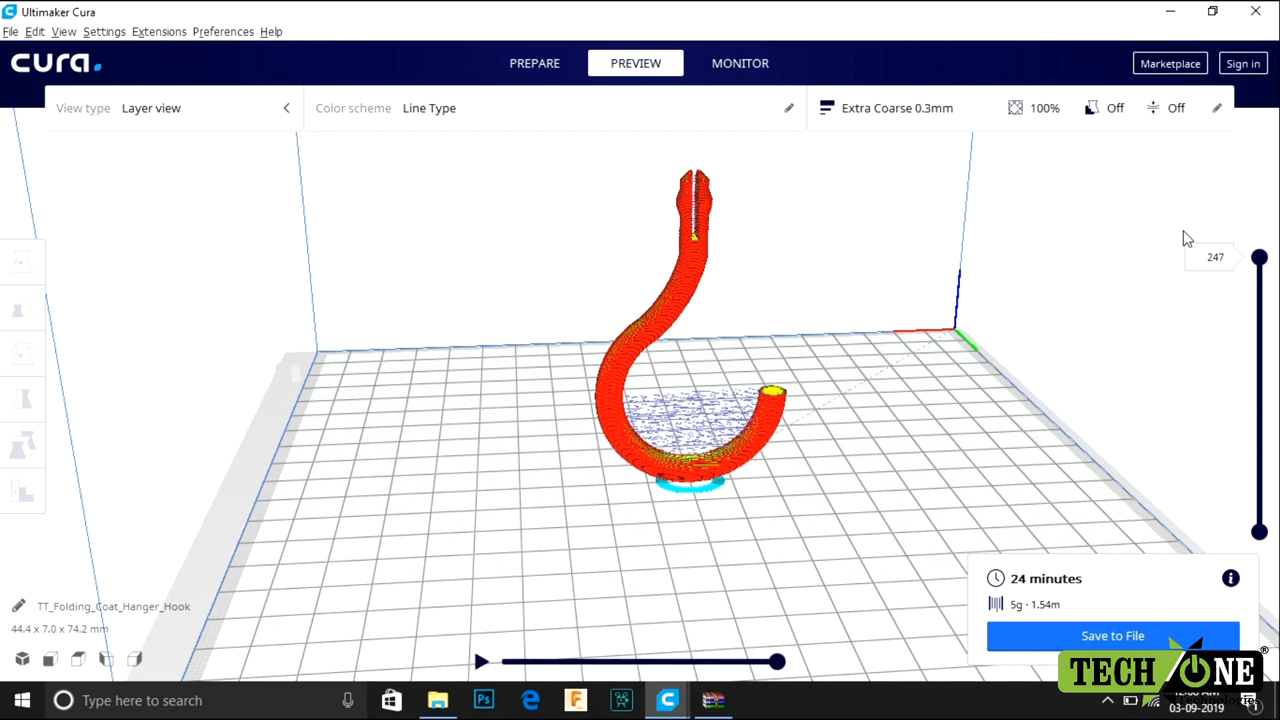 Ultimaker Cura
File Edit View Settings Extensions Preferences Help
cura.
PREPARE PREVIEW MONITOR
Marketplace Sign in
View type Layer view
Color scheme Line Type
Extra Coarse 0.3mm 100% Off Off
247
24 minutes
5g · 1.54m
Save to File
TT_Folding_Coat_Hanger_Hook
44.4 x 7.0 x 74.2 mm
TECH ONE ®
Type here to search
03-09-2019